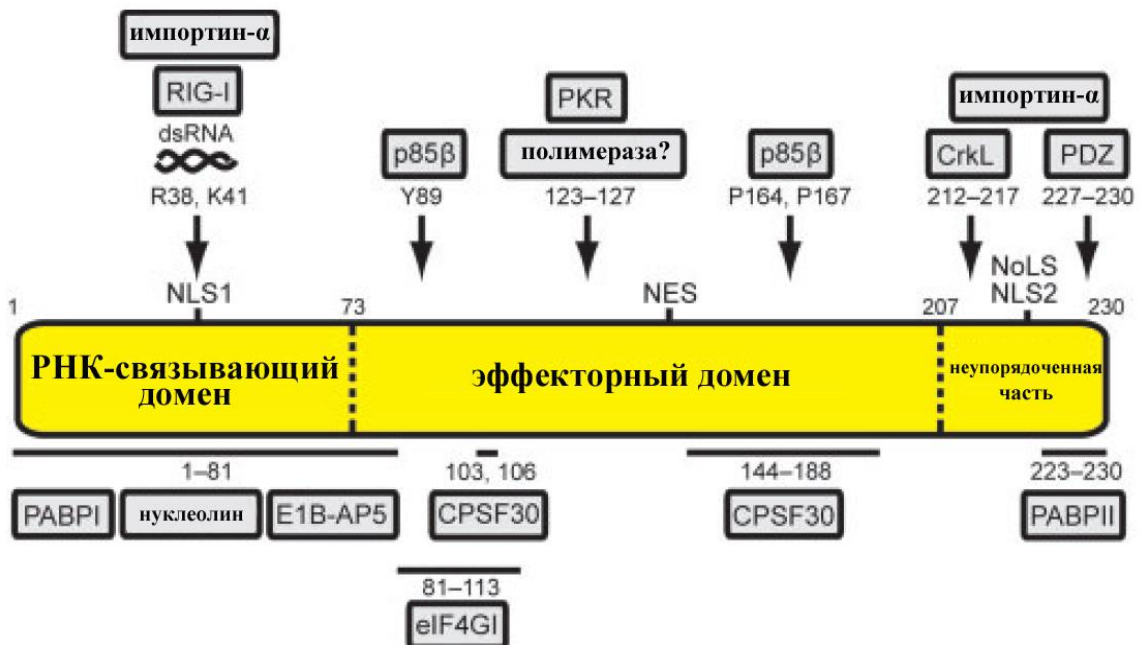 импортин-α
RIG-I
dsRNA
R38, K41
p85β
Y89
PKR
полимераза?
123–127
p85β
P164, P167
импортин-α
CrkL
PDZ
212–217
227–230
1
NLS1
73
NES
207
NoLS
NLS2
230
РНК-связывающий
домен
эффекторный домен
неупорядоченная
часть
1–81
PABPI
нуклеолин
E1B-AP5
103, 106
CPSF30
144–188
CPSF30
223–230
PABPII
81–113
eIF4GI